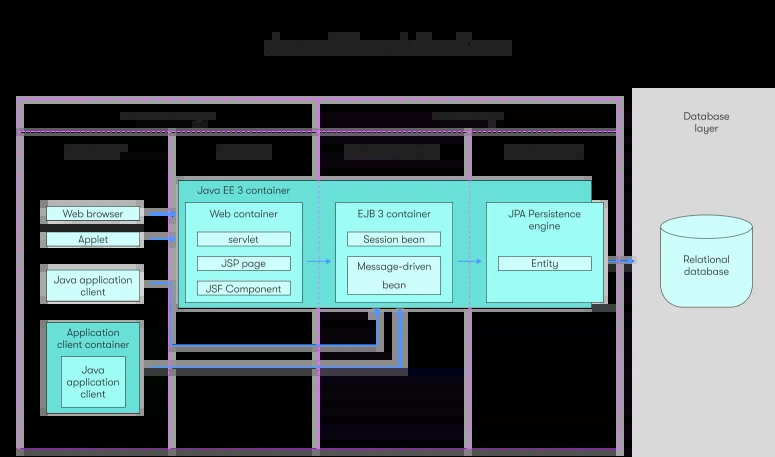 Database
layer
Java EE 3 container
Web browser
Applet
Java application
client
Application
client container
Java
application
client
Web container
servlet
JSP page
JSF Component
EJB 3 container
Session bean
Message-driven
bean
JPA Persistence
engine
Entity
Relational
database